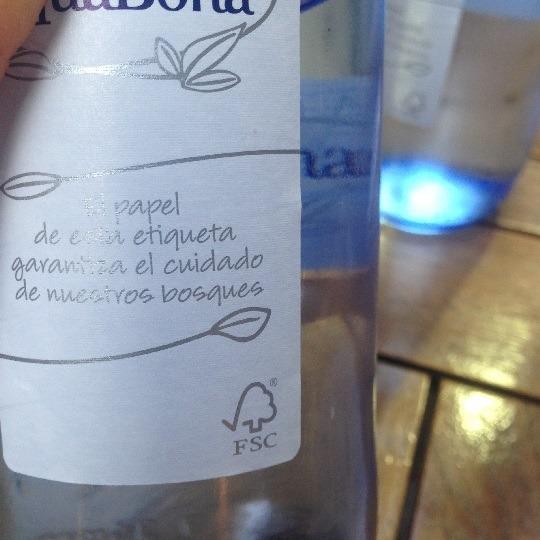 El papel
de esta etiqueta
garantiza el cuidado
de nuestros bosques
®
FSC